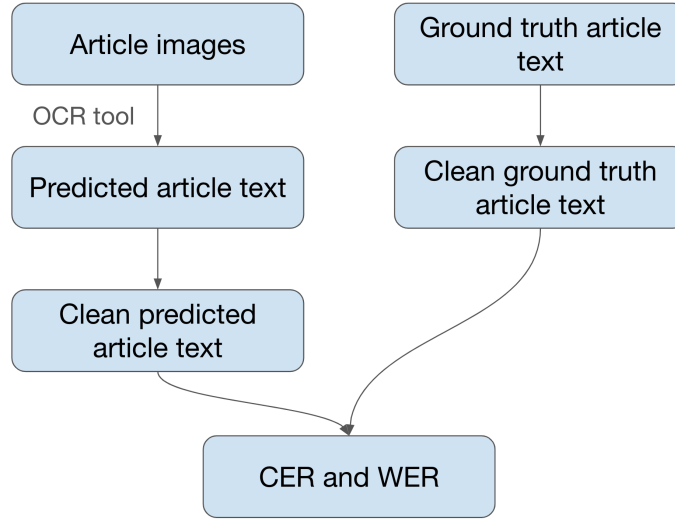 Article images
Ground truth article
text
OCR tool
Predicted article text
Clean ground truth
article text
Clean predicted
article text
CER and WER